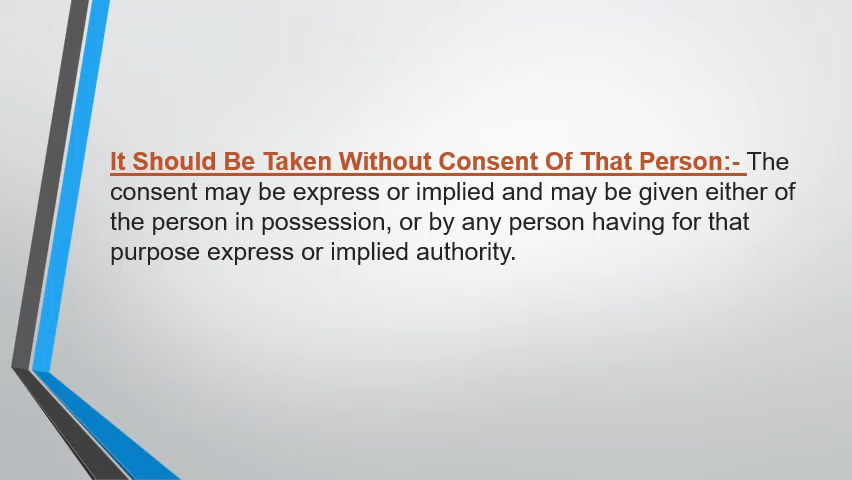 It Should Be Taken Without Consent Of That Person:- The
consent may be express or implied and may be given either of
the person in possession, or by any person having for that
purpose express or implied authority.